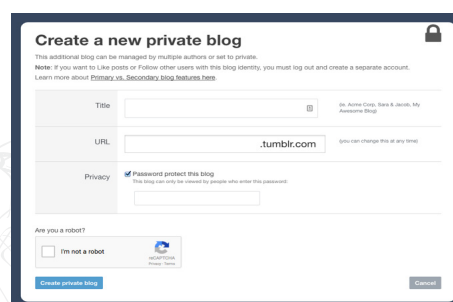 Create a new private blog
This additional blog can be managed by multiple authors or set to private.
Note: If you want to Like posts or Follow other users with this blog identity, you must log out and create a separate account.
Learn more about Primary vs. Secondary blog features here.
Title
(ie. Acme Corp, Sara & Jacob, My
Awesome Blog)
URL
.tumblr.com
(you can change this at any time)
Privacy
Password protect this blog
This blog can only be viewed by people who enter this password:
Are you a robot?
I'm not a robot
reCAPTCHA
Privacy - Terms
Create private blog
Cancel